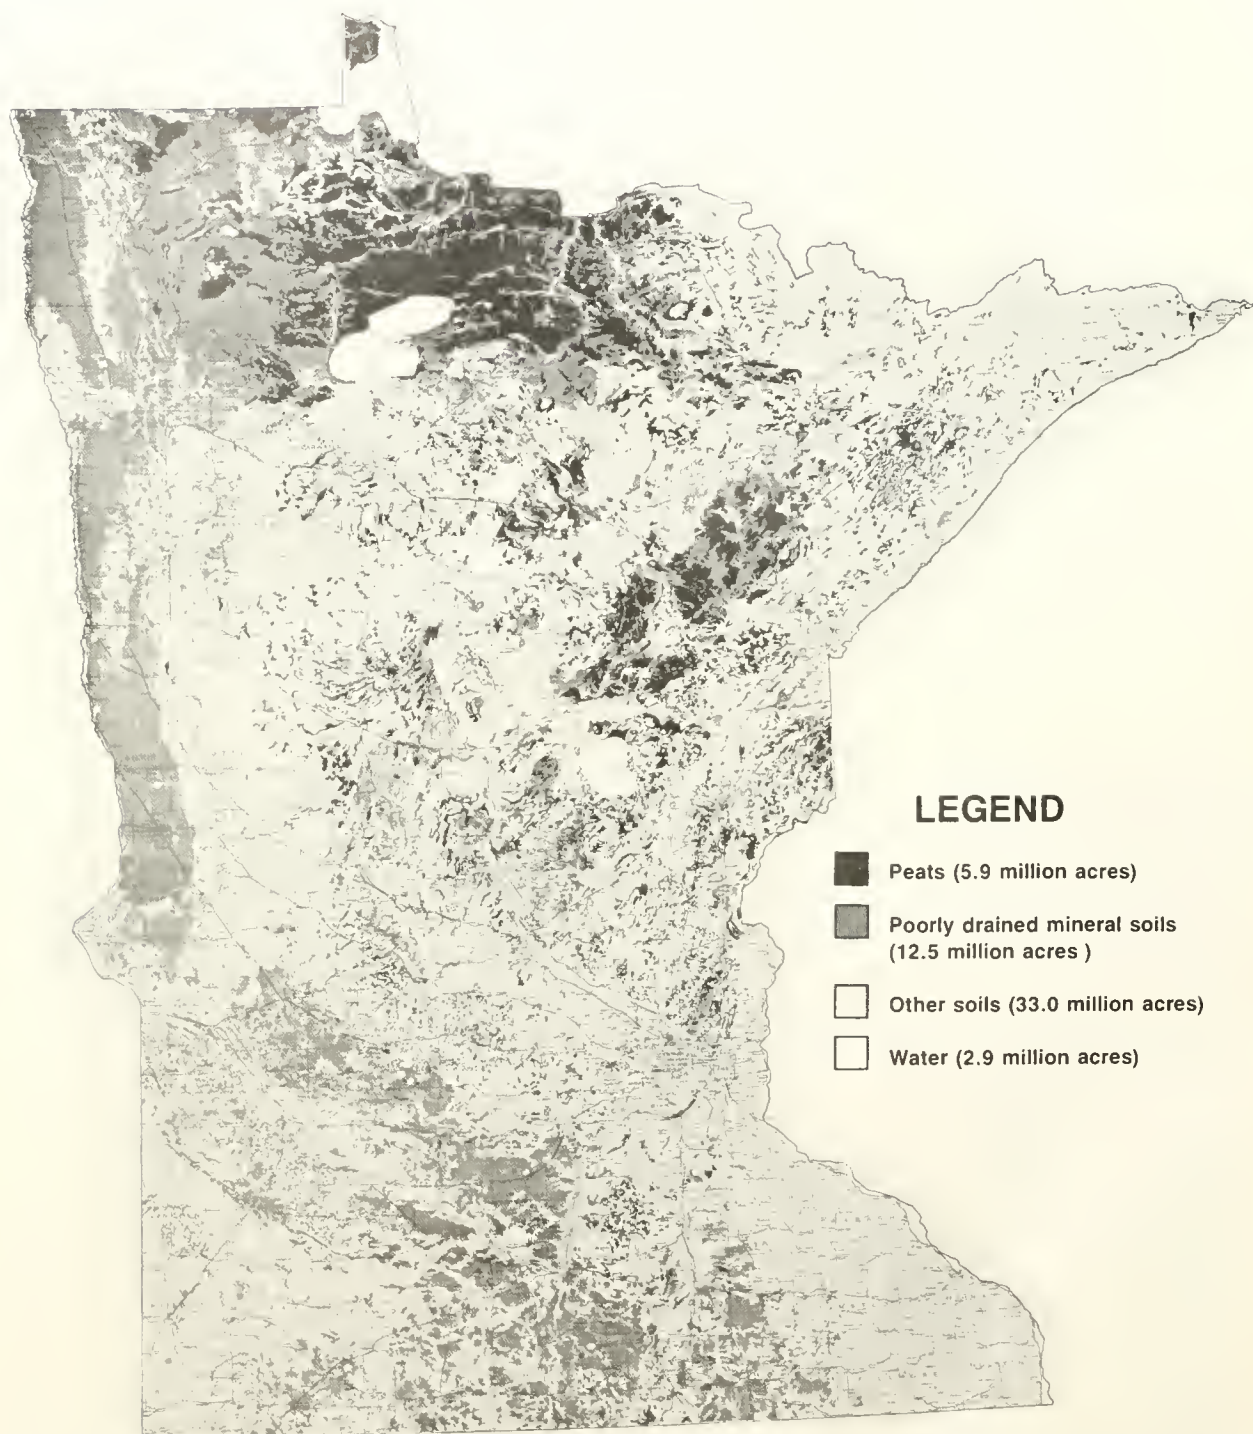 LEGEND
Peats (5.9 million acres)
Poorly drained mineral soils
(12.5 million acres )
Other soils (33.0 million acres)
Water (2.9 million acres)